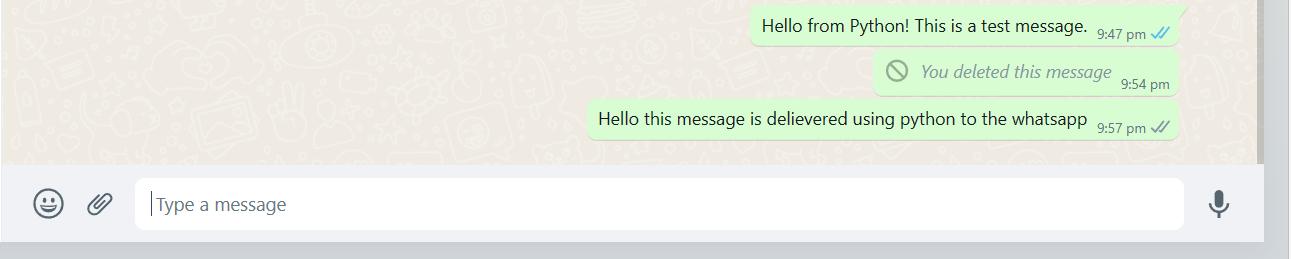 Hello from Python! This is a test message. 9:47 pm
You deleted this message 9:54 pm
Hello this message is delievered using python to the whatsapp 9:57 pm
Type a message